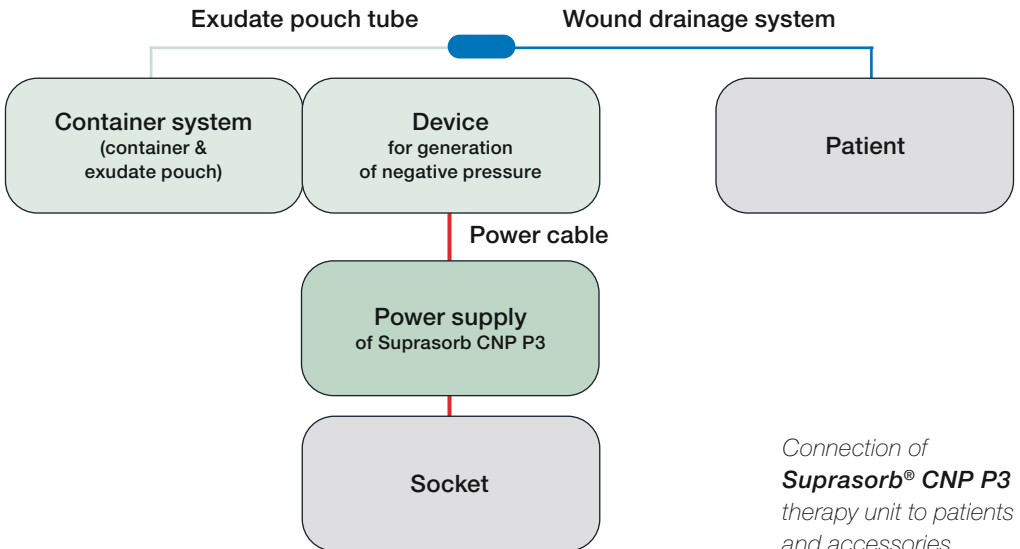 Exudate pouch tube
Wound drainage system
Container system
(container &
exudate pouch)
Device
for generation
of negative pressure
Patient
Power cable
Power supply
of Suprasorb CNP P3
Socket
Connection of
Suprasorb® CNP P3
therapy unit to patients
and accessories